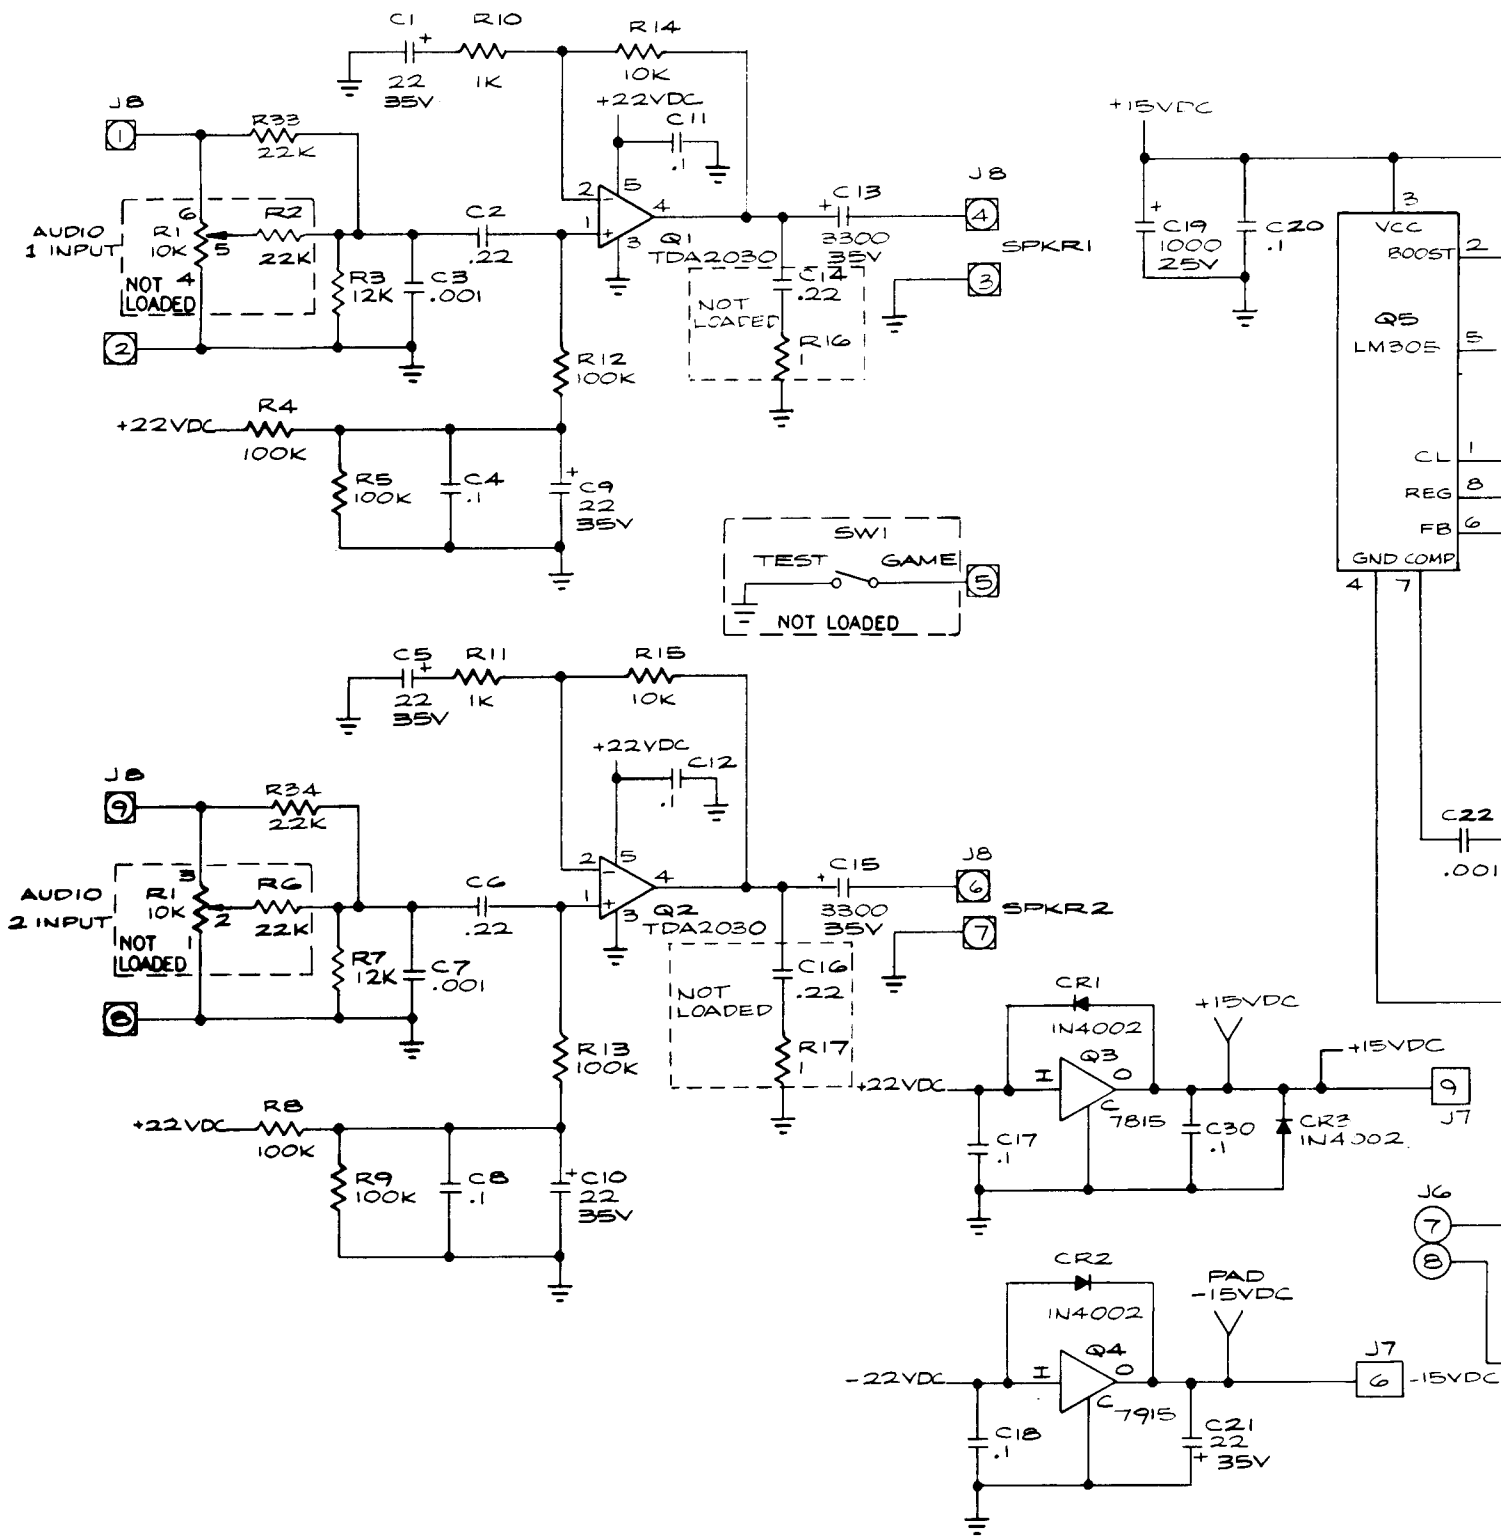 C1
+
22
35V
R10
1K
R14
10K
+22VDC
C11
.1
J8
1
R33
22K
AUDIO
1 INPUT
6
R1
10K
5
4
R2
22K
NOT
LOADED
R3
12K
C3
.001
C2
.22
2
2
-
1
+
5
4
3
Q1
TDA2030
+
C13
3300
35V
J8
4
SPKR1
3
C14
.22
NOT
LOADED
R16
1
R12
100K
+22VDC
R4
100K
R5
100K
C4
.1
+
C9
22
35V
SW1
TEST
GAME
5
NOT LOADED
+15VDC
+
C19
1000
25V
C20
.1
3
VCC
BOOST
2
Q5
LM305
5
CL
1
REG
8
FB
6
GND COMP
4
7
C22
.001
C5
+
22
35V
R11
1K
R15
10K
+22VDC
C12
.1
J8
9
R34
22K
AUDIO
2 INPUT
3
R1
10K
2
1
R6
22K
NOT
LOADED
R7
12K
C7
.001
C6
.22
8
2
-
1
+
5
4
3
Q2
TDA2030
+
C15
3300
35V
J8
6
SPKR2
7
C16
.22
NOT
LOADED
R17
1
R13
100K
+22VDC
R8
100K
R9
100K
C8
.1
+
C10
22
35V
CR1
1N4002
+15VDC
+22VDC
I
Q3
O
C
7815
C17
.1
C30
.1
CR3
1N4002
+15VDC
9
J7
J6
7
8
CR2
1N4002
PAD
-15VDC
-22VDC
I
Q4
O
C
7915
C18
.1
C21
22
+ 35V
J7
6
-15VDC